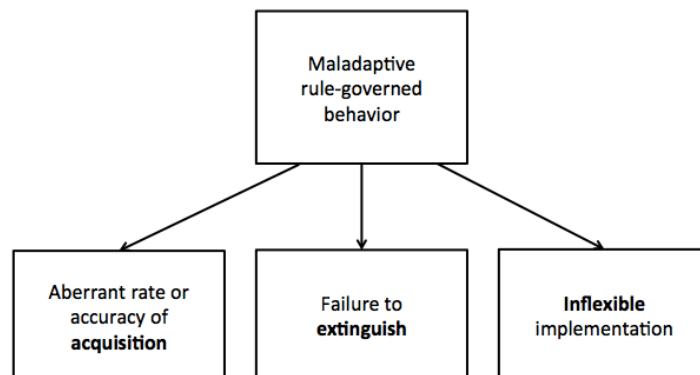 Maladaptive
rule-governed
behavior
Aberrant rate or
accuracy of
acquisition
Failure to
extinguish
Inflexible
implementation